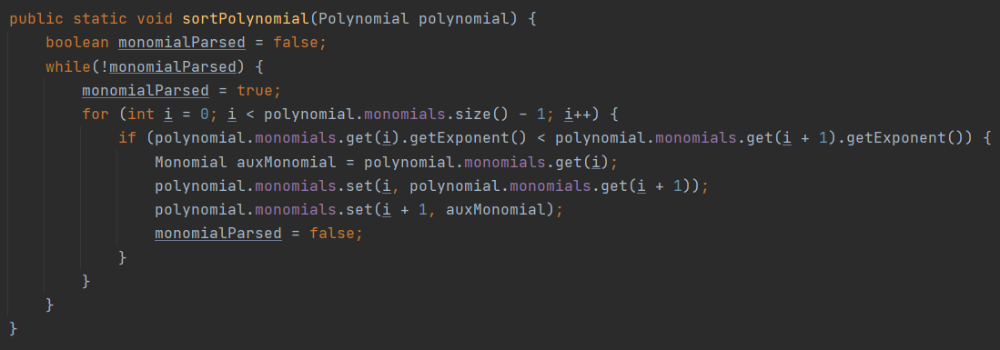 public static void sortPolynomial(Polynomial polynomial) {
    boolean monomialParsed = false;
    while(!monomialParsed) {
        monomialParsed = true;
        for (int i = 0; i < polynomial.monomials.size() - 1; i++) {
            if (polynomial.monomials.get(i).getExponent() < polynomial.monomials.get(i + 1).getExponent()) {
                Monomial auxMonomial = polynomial.monomials.get(i);
                polynomial.monomials.set(i, polynomial.monomials.get(i + 1));
                polynomial.monomials.set(i + 1, auxMonomial);
                monomialParsed = false;
            }
        }
    }
}